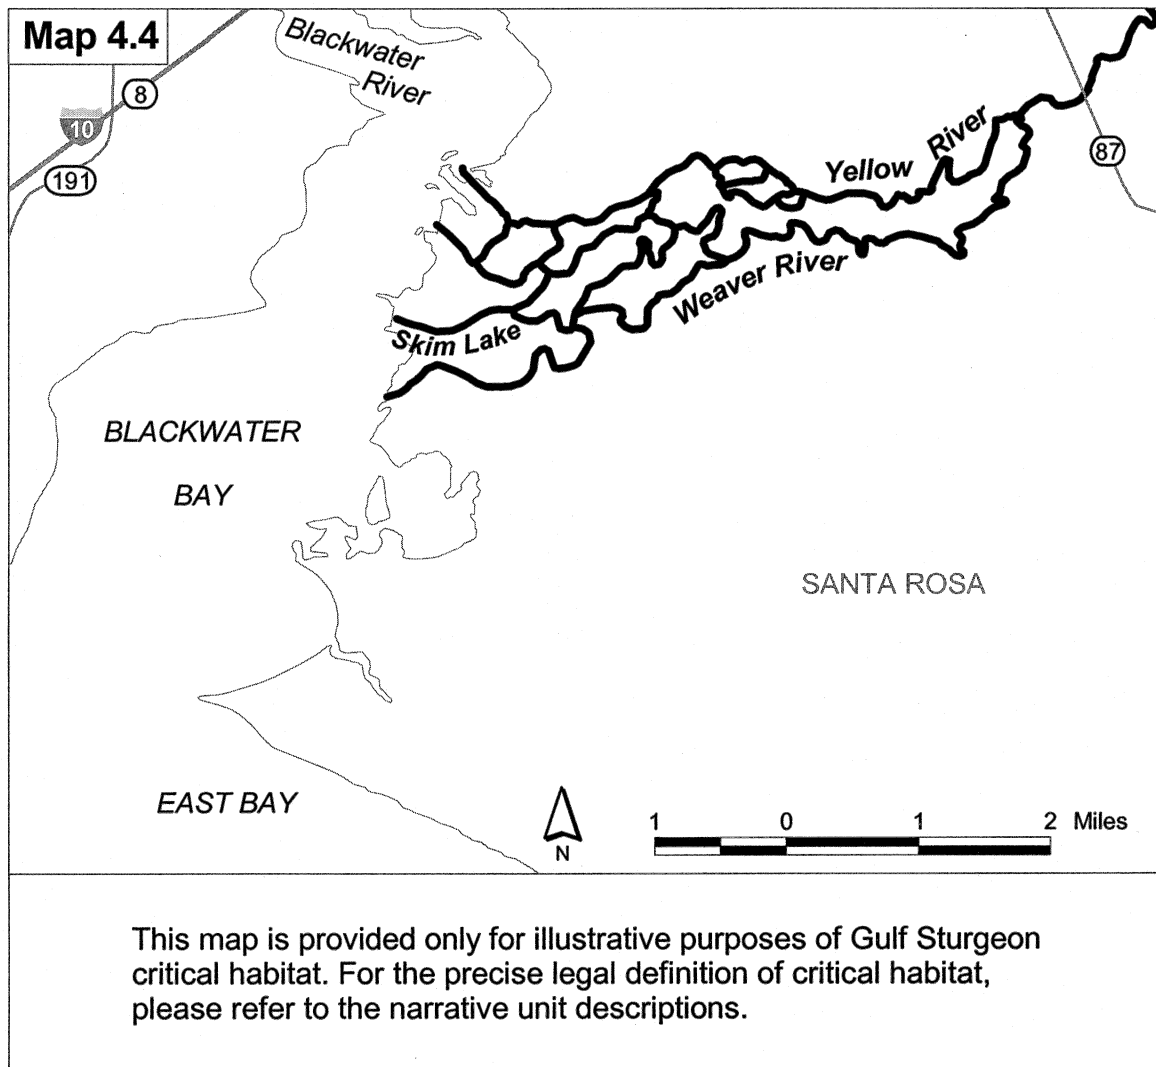 Map 4.4
Blackwater
River
8
10
191
Yellow River
87
Weaver River
Skim Lake
BLACKWATER
BAY
SANTA ROSA
EAST BAY
N
1 0 1 2 Miles
This map is provided only for illustrative purposes of Gulf Sturgeon
critical habitat. For the precise legal definition of critical habitat,
please refer to the narrative unit descriptions.